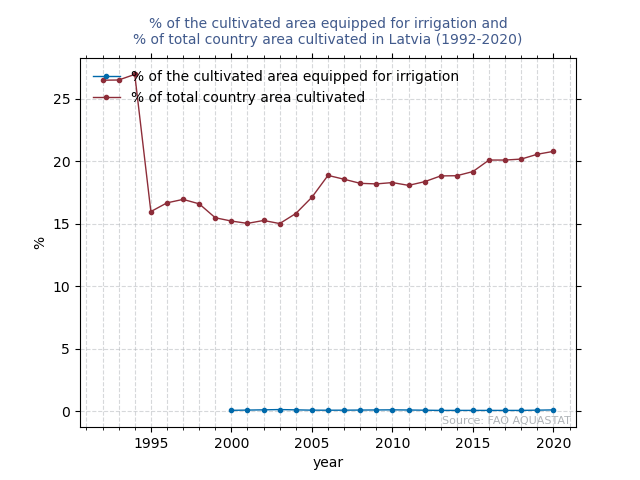 % of the cultivated area equipped for irrigation and
% of total country area cultivated in Latvia (1992-2020)
% of the cultivated area equipped for irrigation
% of total country area cultivated
25
20
15
10
5
0
%
Source: FAO AQUASTAT
1995 2000 2005 2010 2015 2020
year